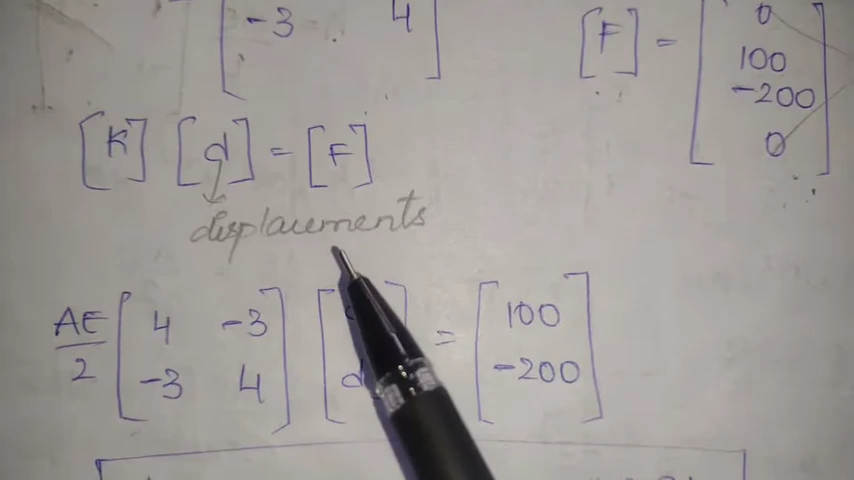 -3 4
[F] = [0
100
-200
0]
[K] [d] = [F]
displacements
AE/2 [4 -3
-3 4] [d] = [100
-200]